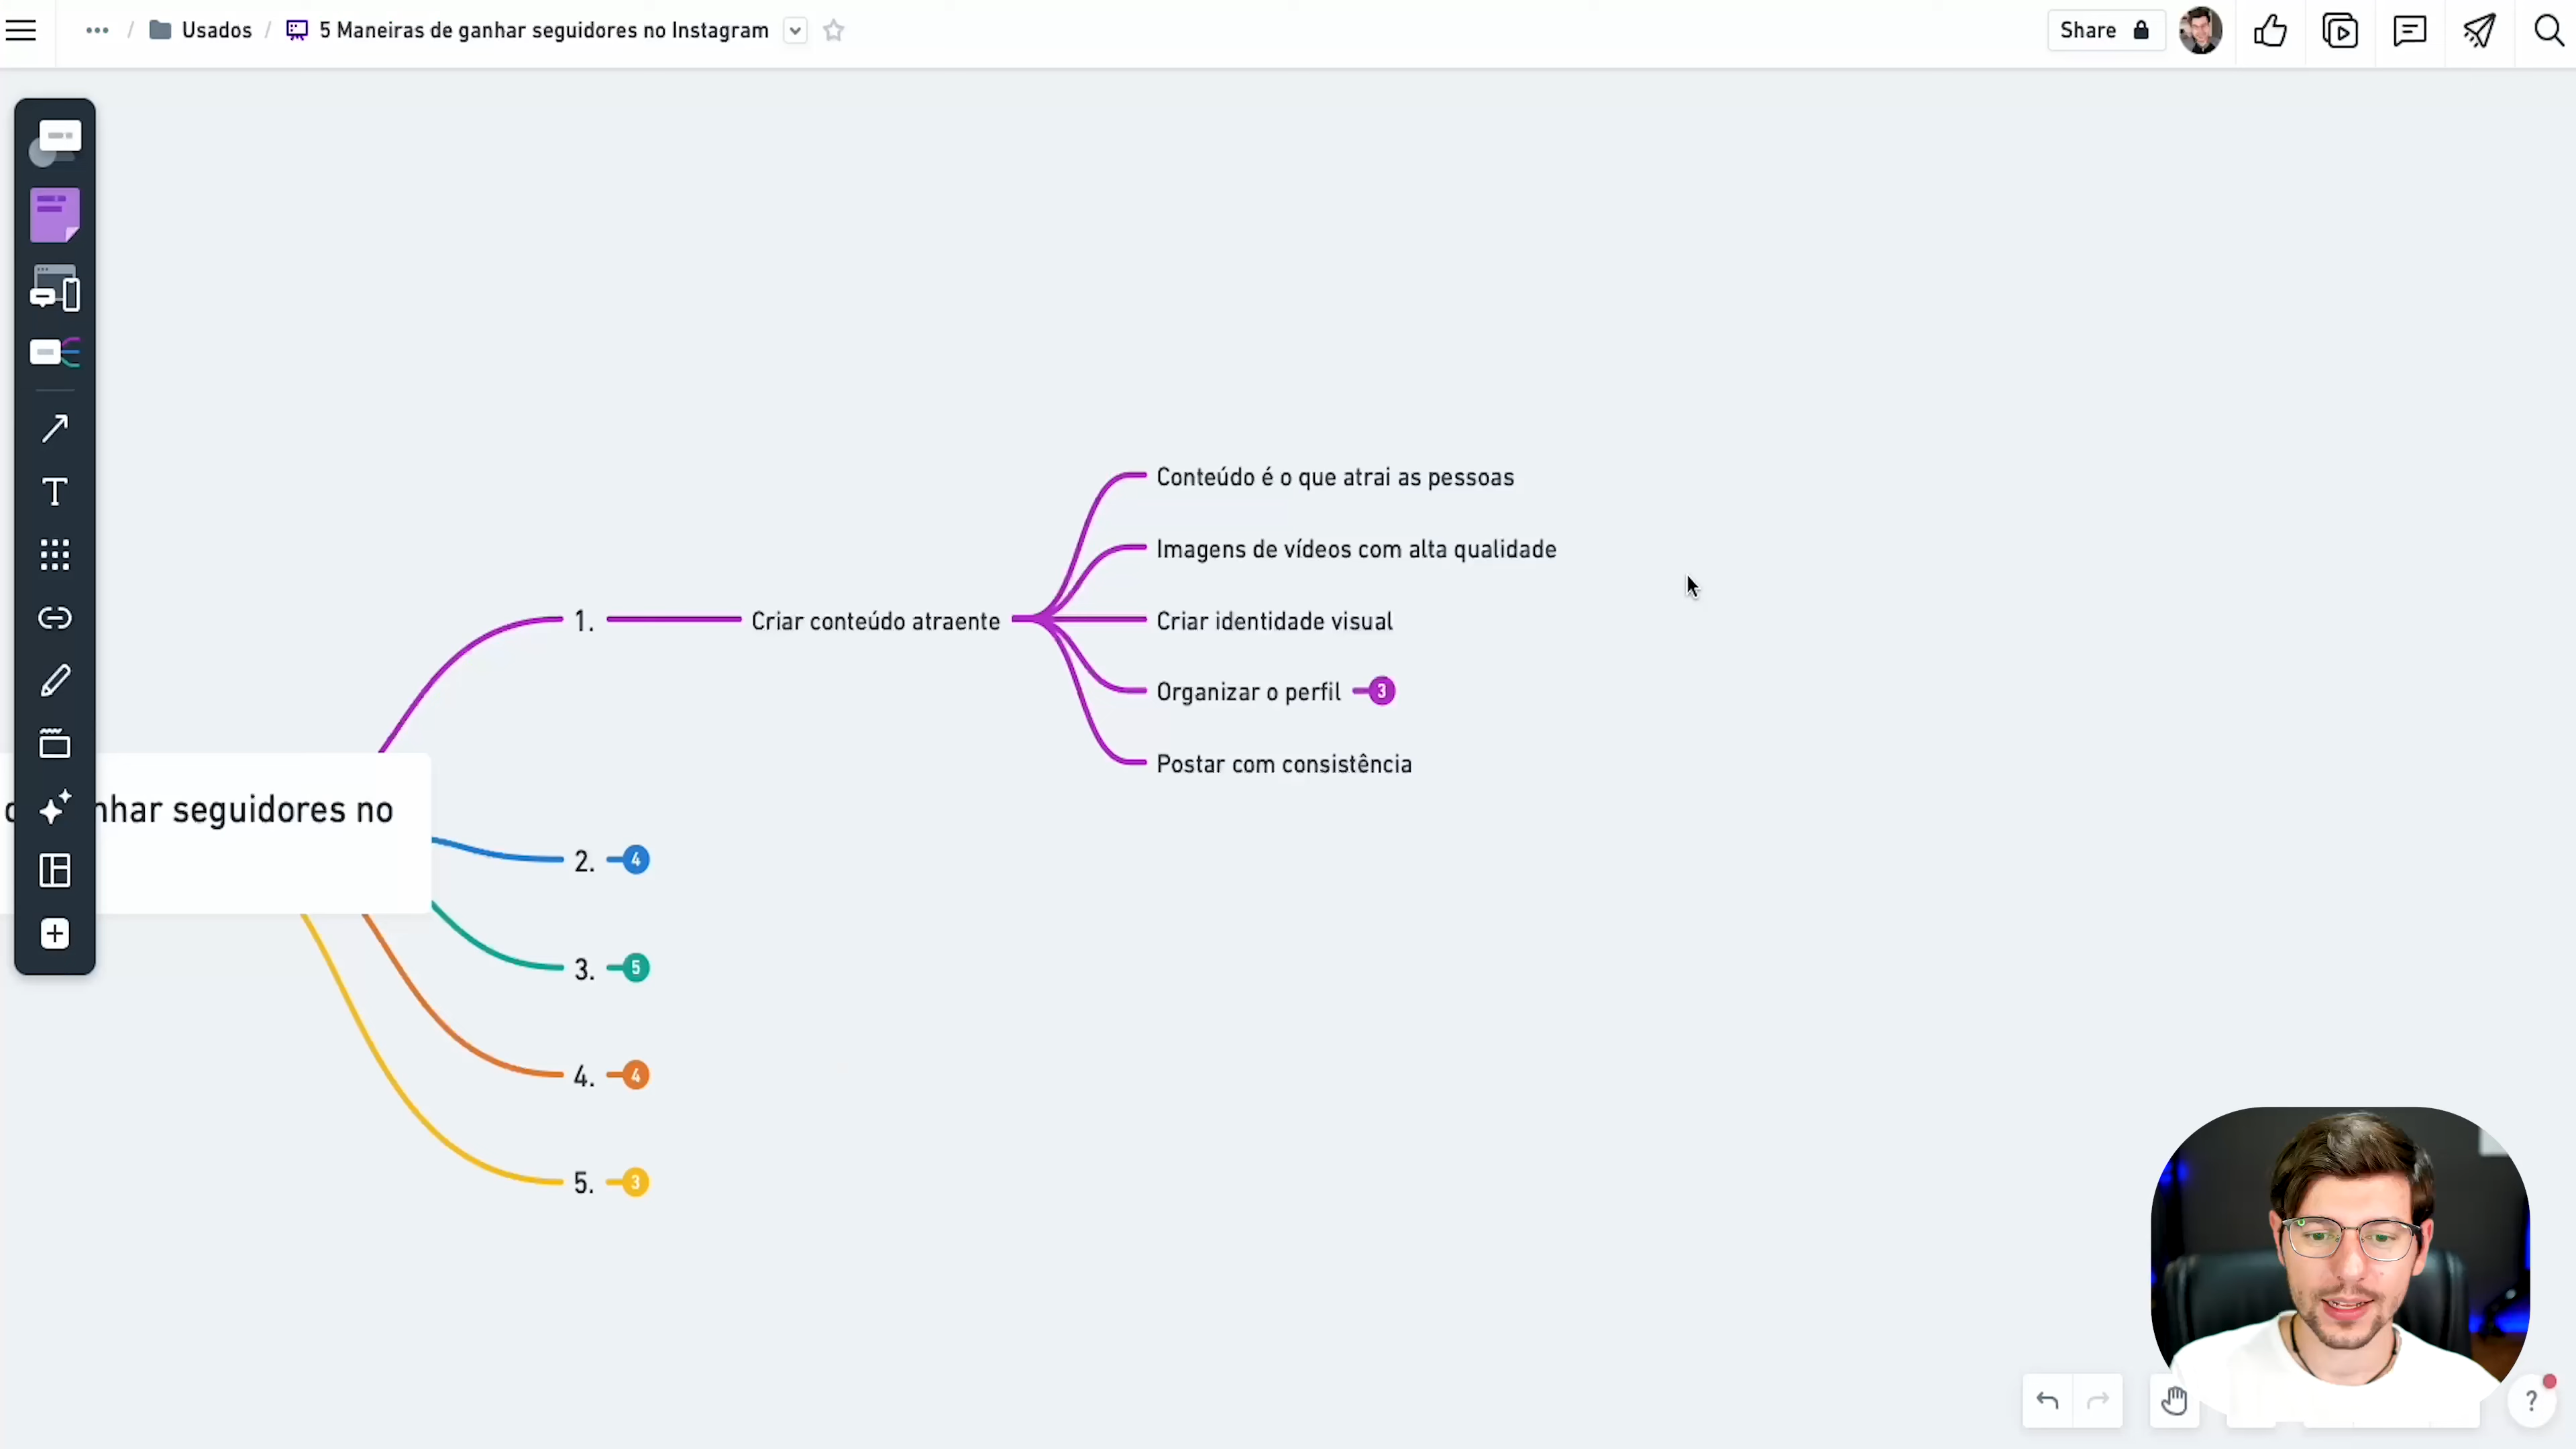 Usados / 5 Maneiras de ganhar seguidores no Instagram
Share
Conteúdo é o que atrai as pessoas
Imagens de vídeos com alta qualidade
1. Criar conteúdo atraente
Criar identidade visual
Organizar o perfil 3
Postar com consistência
nhar seguidores no
2. 4
3. 5
4. 4
5. 3
?